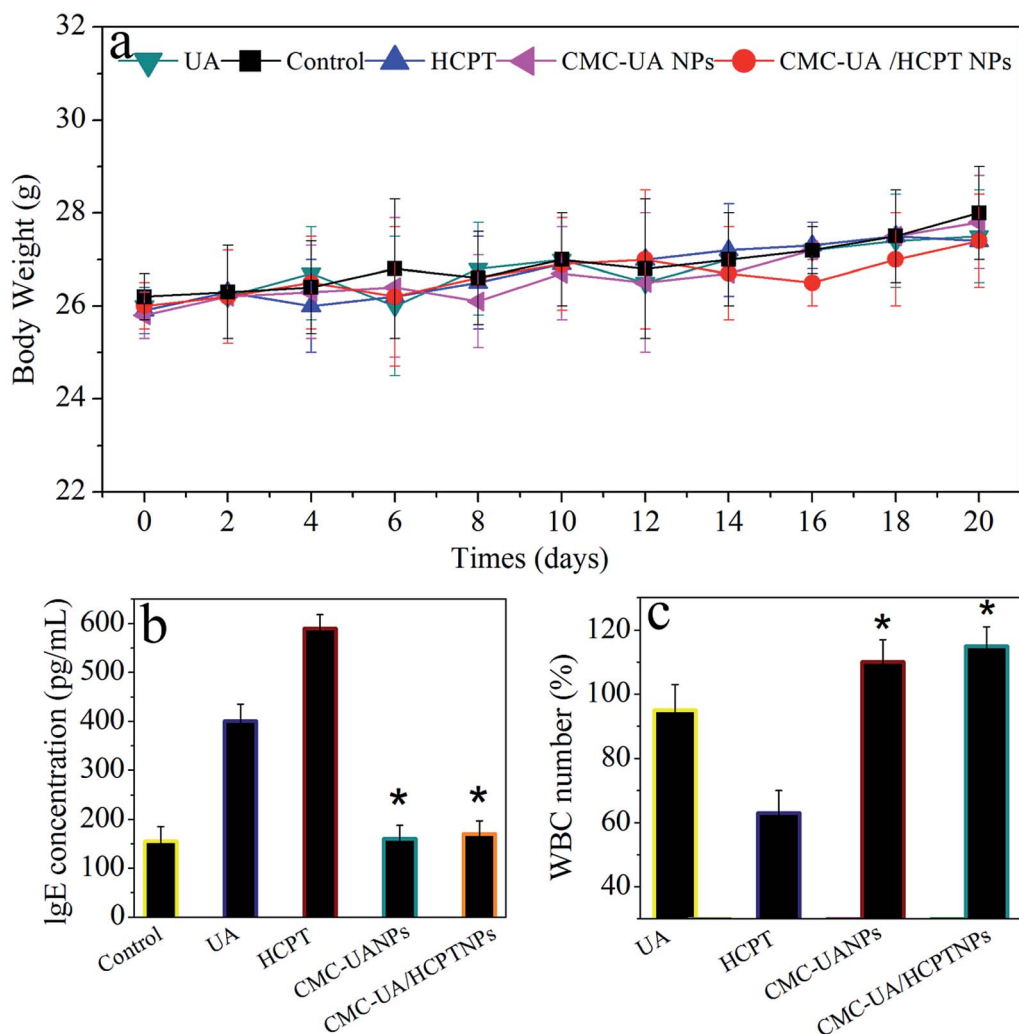 a
UA Control HCPT CMC-UA NPs CMC-UA /HCPT NPs
Body Weight (g)
32
30
28
26
24
22
0 2 4 6 8 10 12 14 16 18 20
Times (days)
b
lgE concentration (pg/mL)
600
500
400
300
200
100
0
* *
Control UA HCPT CMC-UANPs CMC-UA/HCPTNPs
c
WBC number (%)
120
100
80
60
40
* *
UA HCPT CMC-UANPs CMC-UA/HCPTNPs